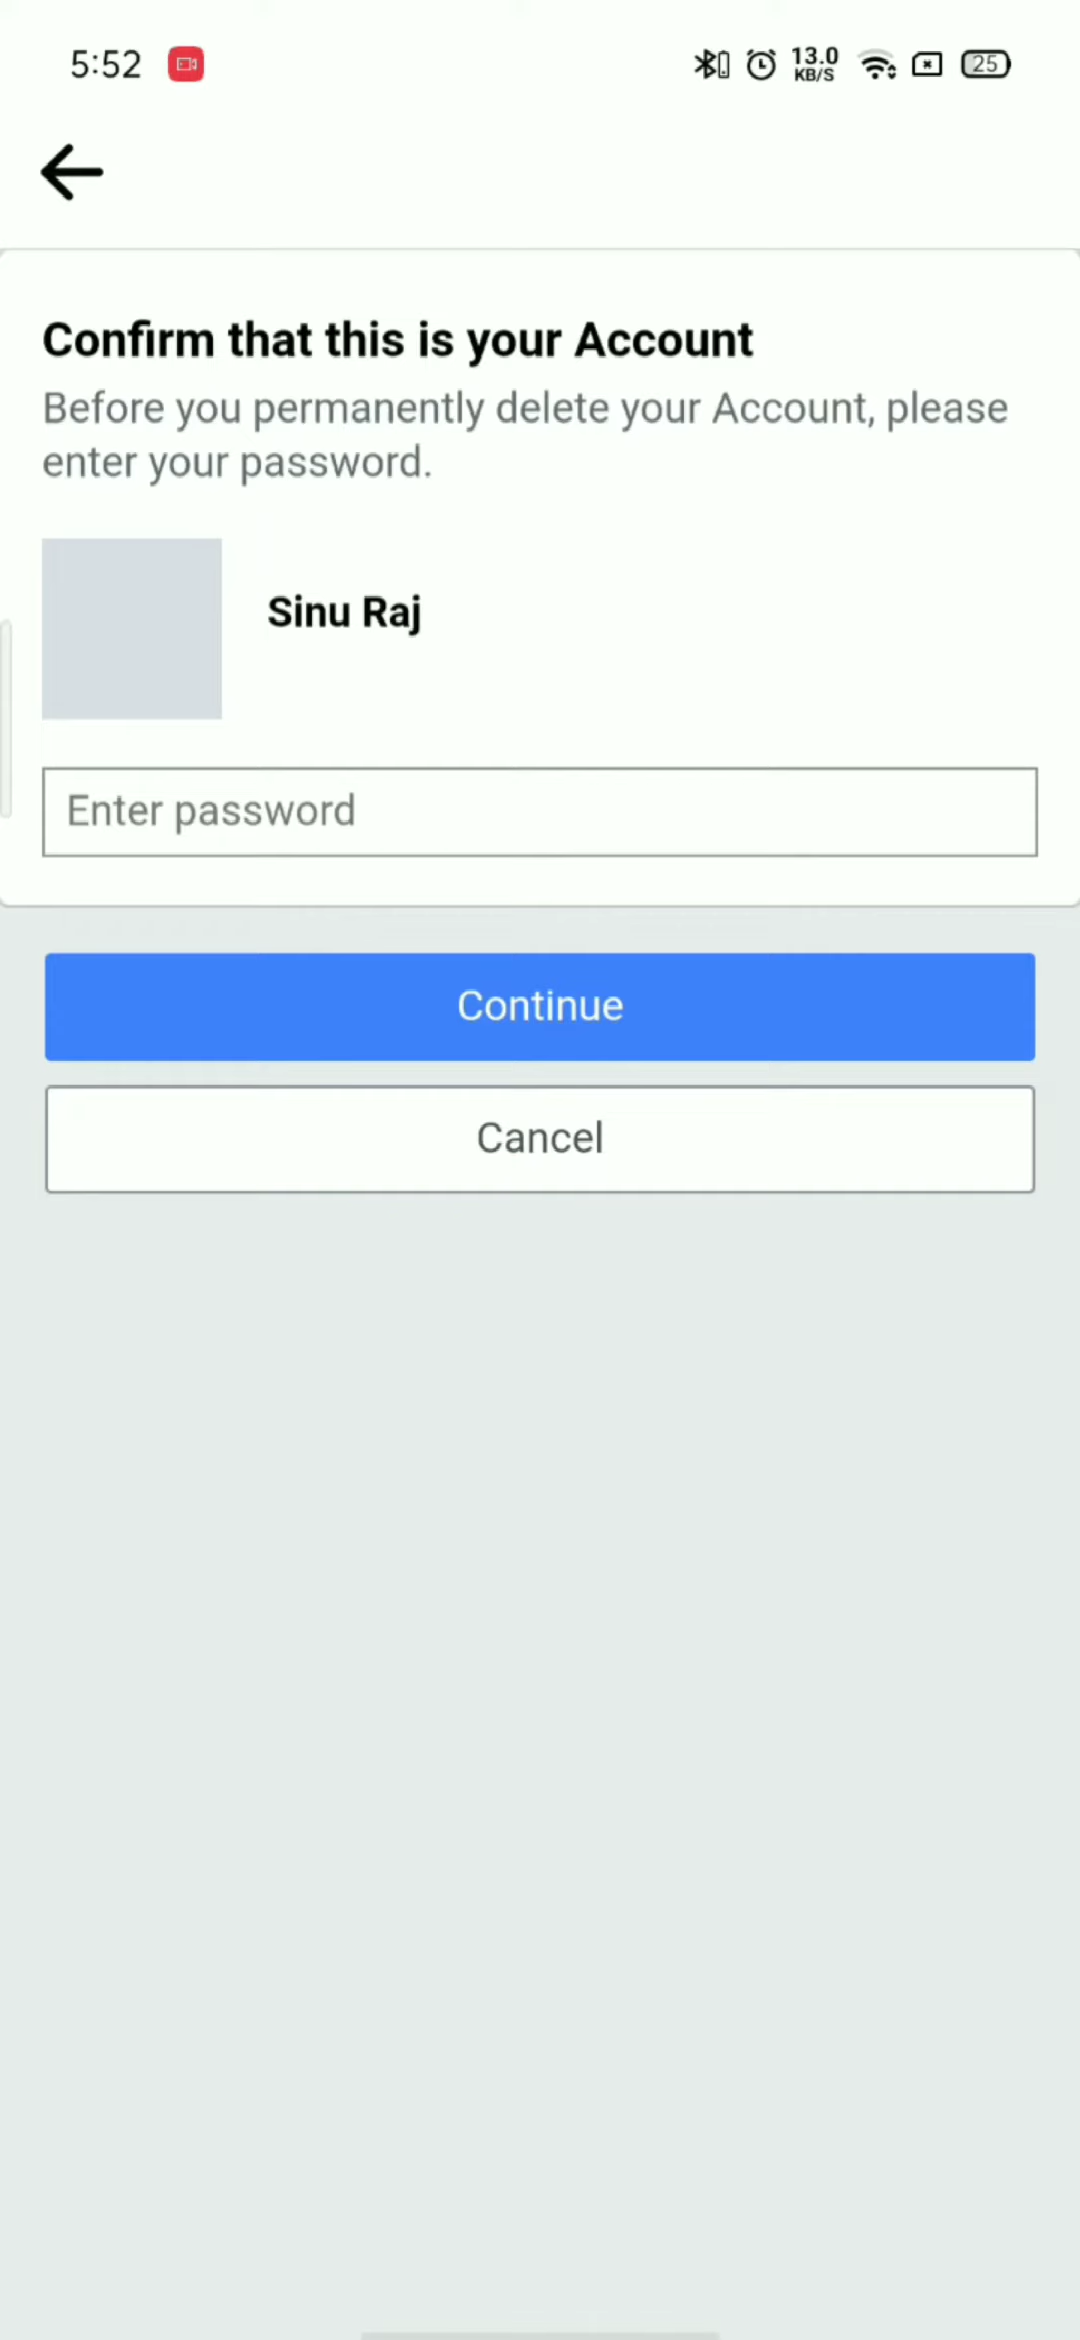 5:52
13.0
KB/S
25
Confirm that this is your Account
Before you permanently delete your Account, please
enter your password.
Sinu Raj
Enter password
Continue
Cancel